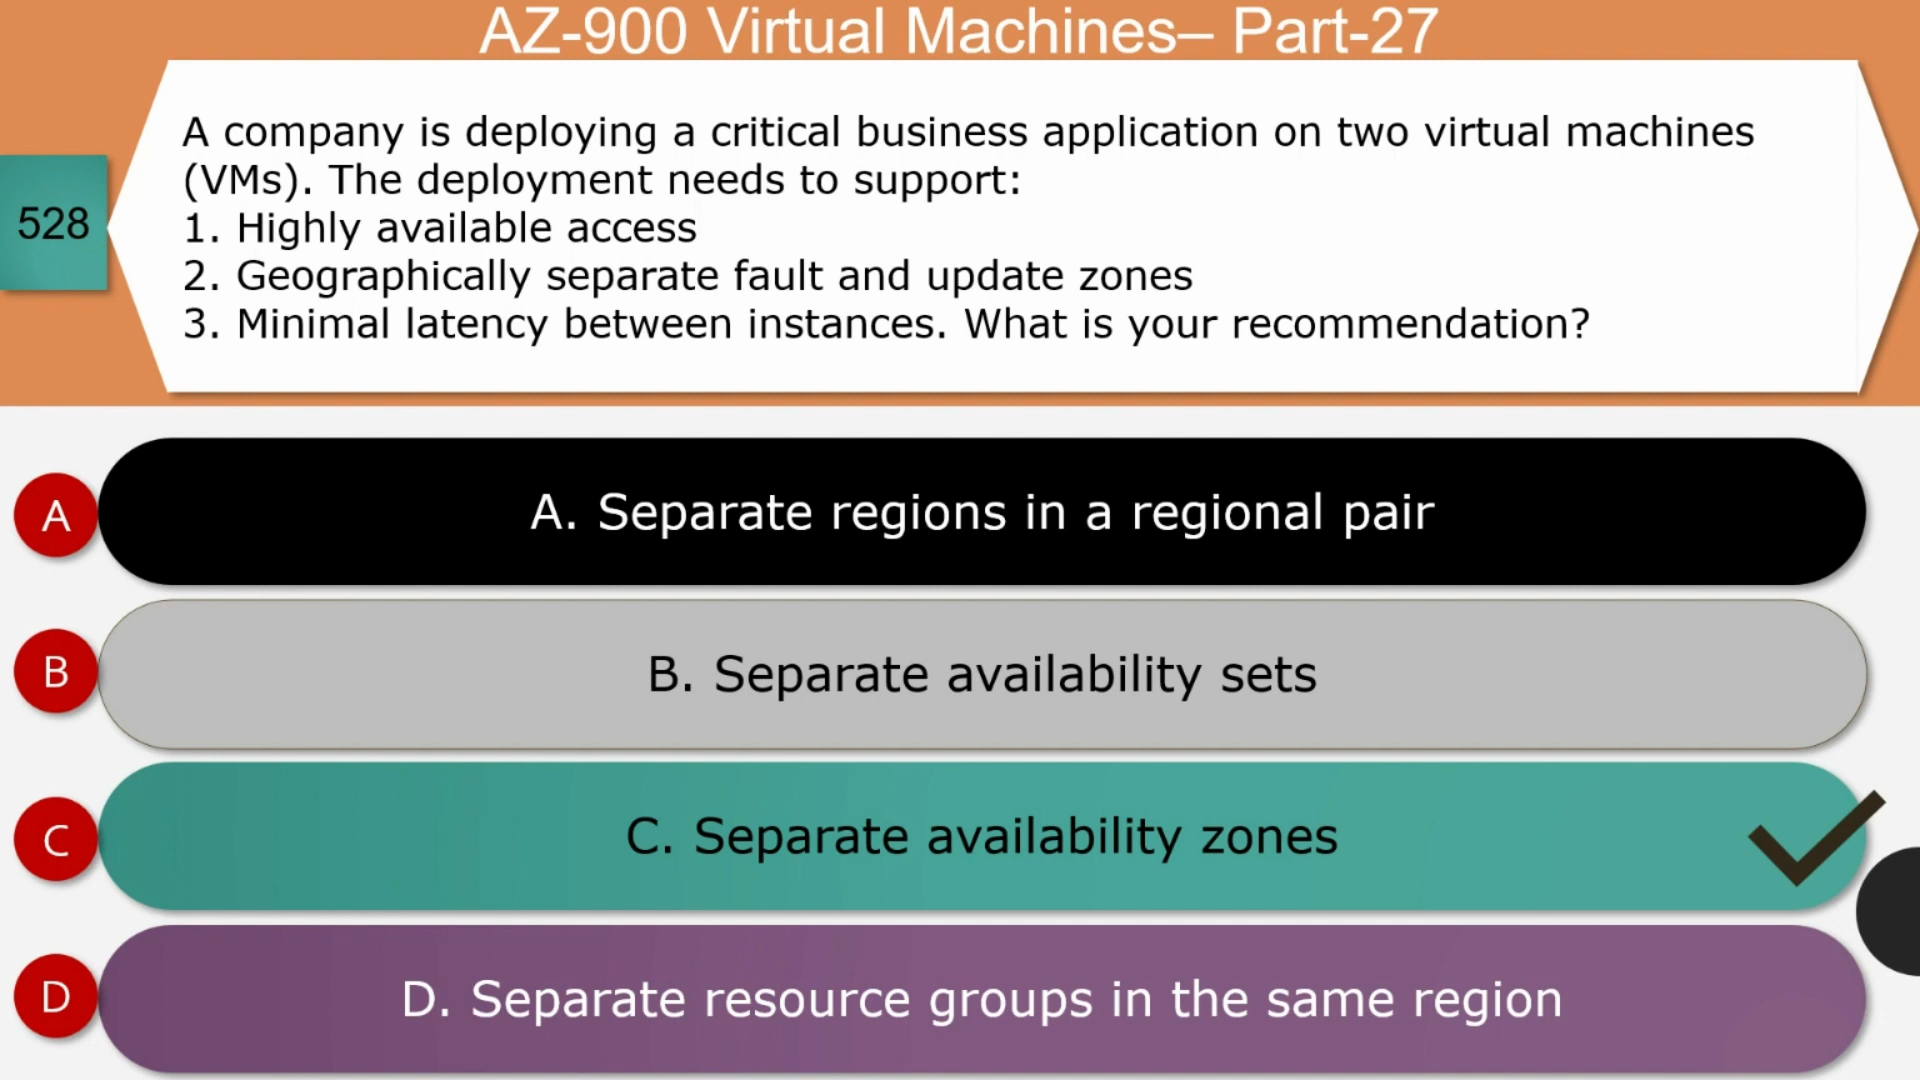 AZ-900 Virtual Machines– Part-27
528
A company is deploying a critical business application on two virtual machines
(VMs). The deployment needs to support:
1. Highly available access
2. Geographically separate fault and update zones
3. Minimal latency between instances. What is your recommendation?
A
A. Separate regions in a regional pair
B
B. Separate availability sets
C
C. Separate availability zones
D
D. Separate resource groups in the same region